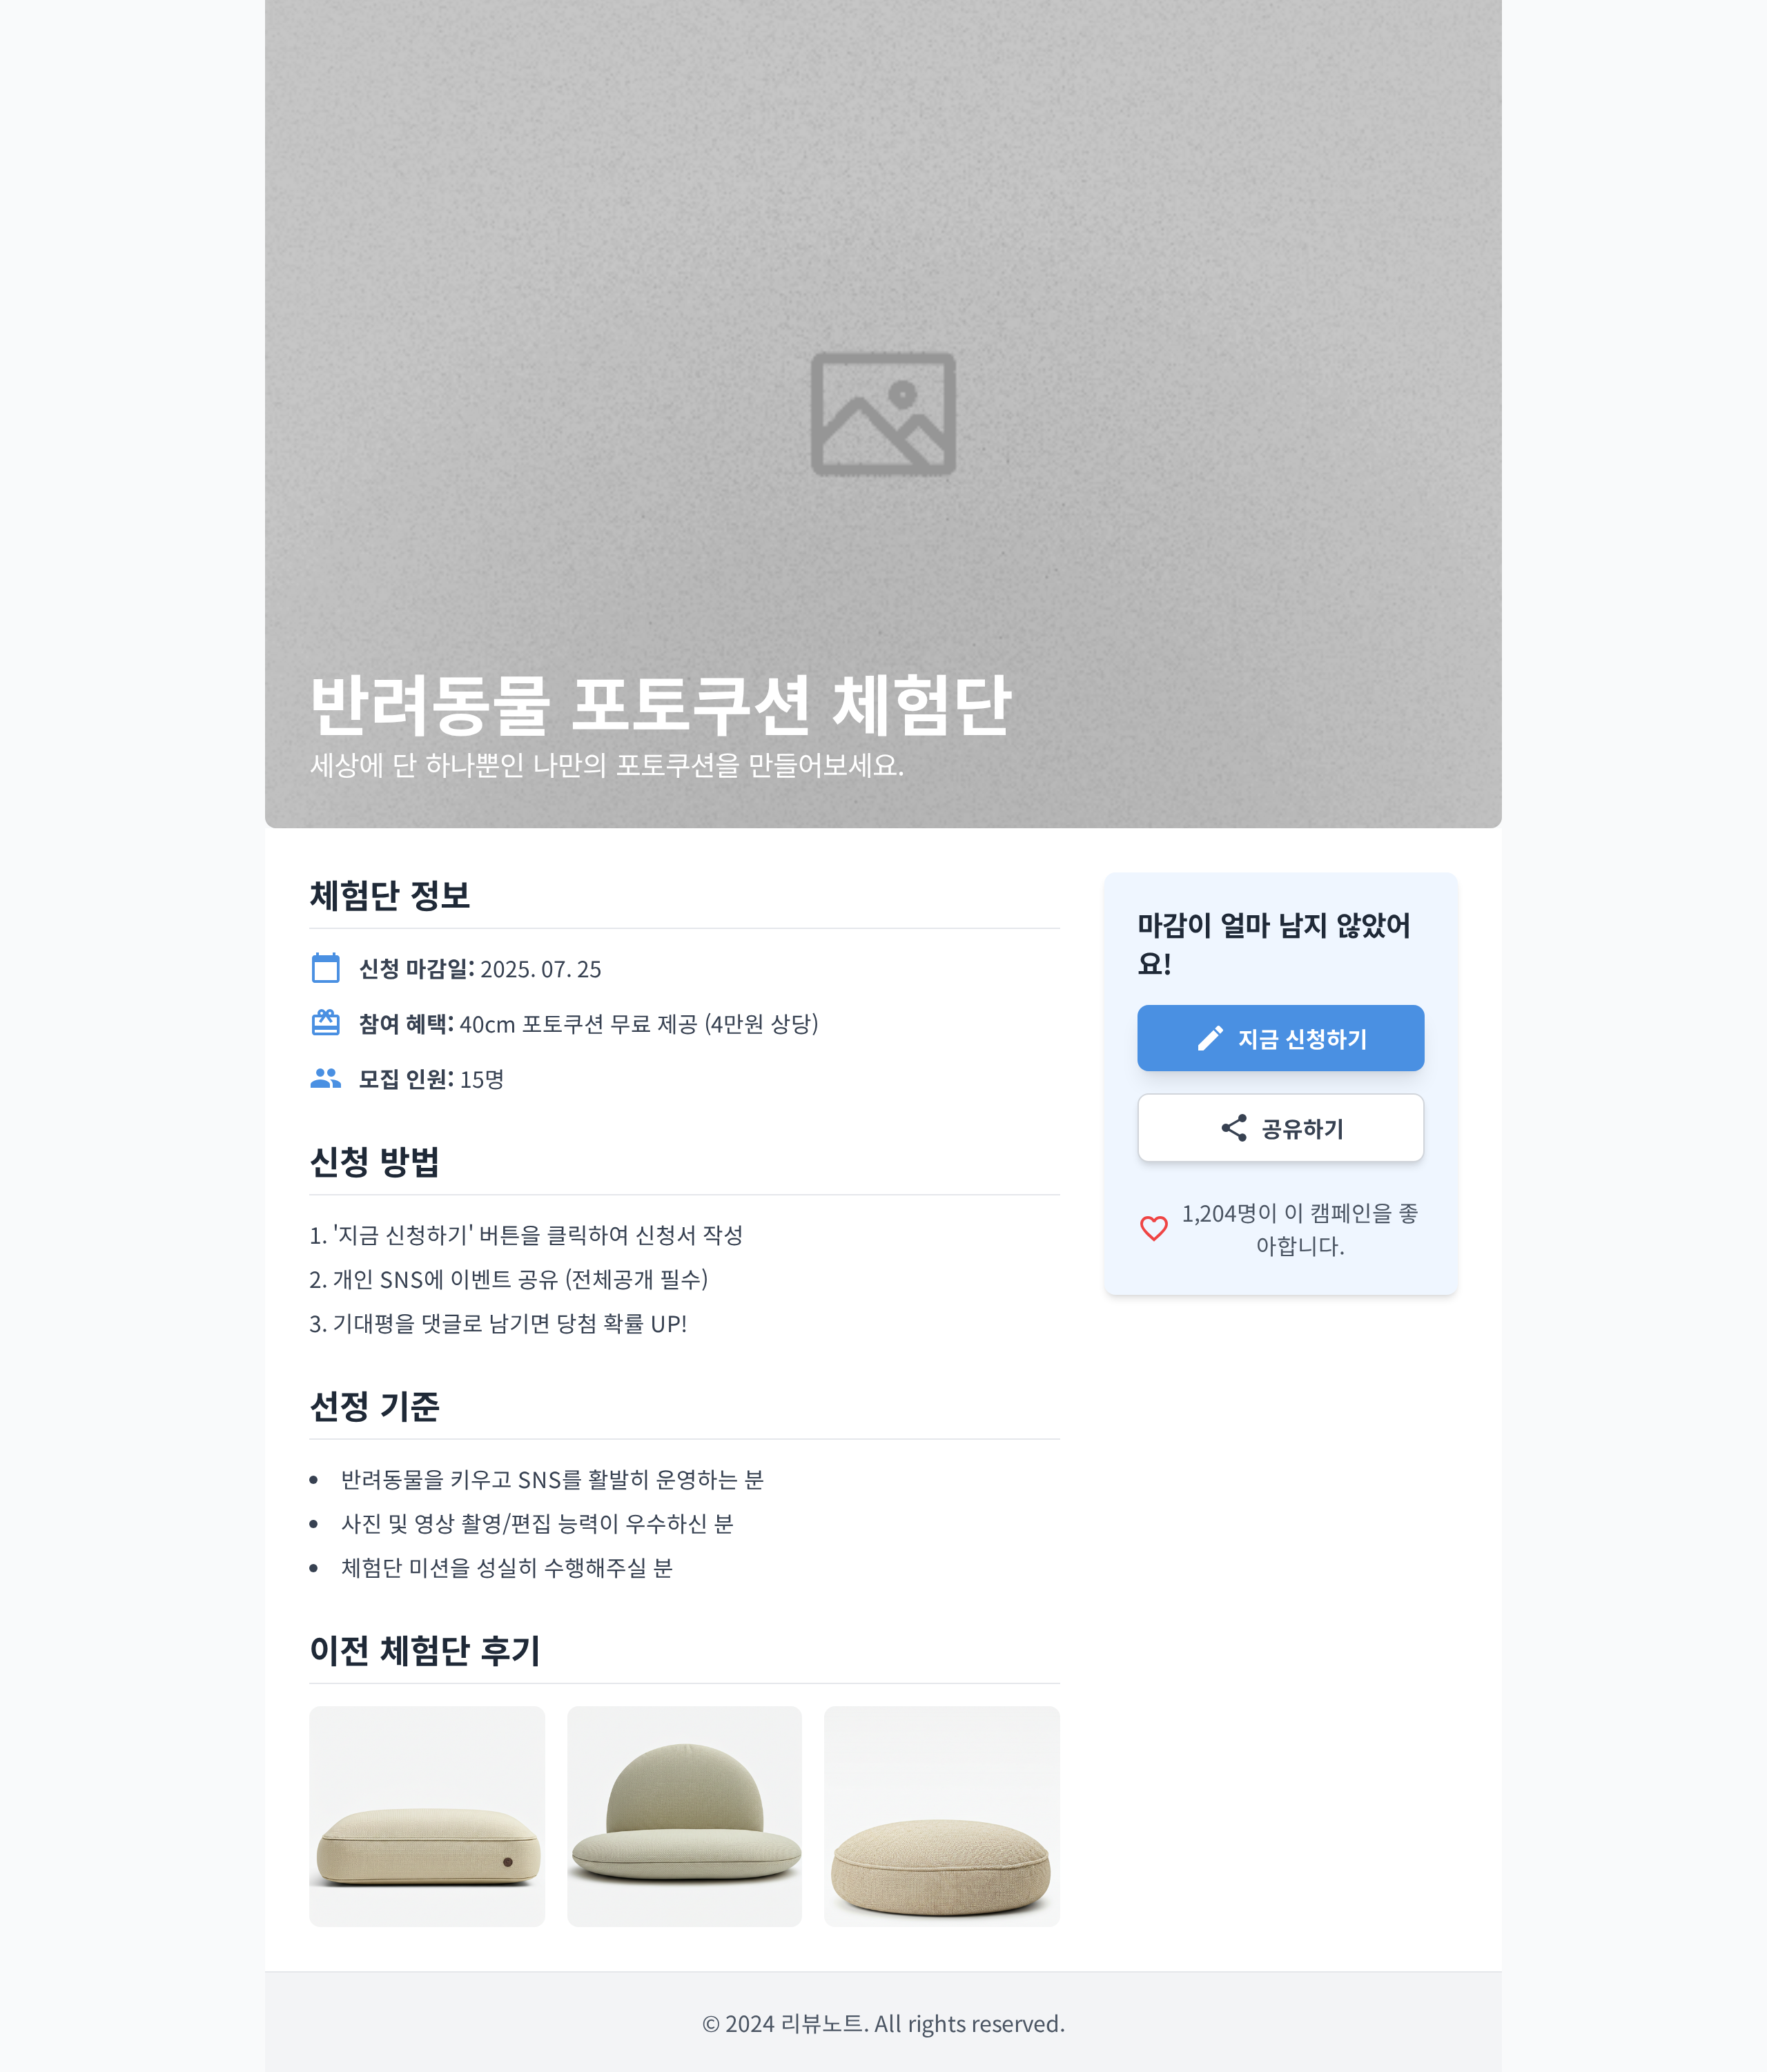 반려동물 포토쿠션 체험단
세상에 단 하나뿐인 나만의 포토쿠션을 만들어보세요.
체험단 정보
신청 마감일: 2025. 07. 25
참여 혜택: 40cm 포토쿠션 무료 제공 (4만원 상당)
모집 인원: 15명
신청 방법
1. '지금 신청하기' 버튼을 클릭하여 신청서 작성
2. 개인 SNS에 이벤트 공유 (전체공개 필수)
3. 기대평을 댓글로 남기면 당첨 확률 UP!
선정 기준
• 반려동물을 키우고 SNS를 활발히 운영하는 분
• 사진 및 영상 촬영/편집 능력이 우수하신 분
• 체험단 미션을 성실히 수행해주실 분
이전 체험단 후기
마감이 얼마 남지 않았어
요!
지금 신청하기
공유하기
1,204명이 이 캠페인을 좋
아합니다.
© 2024 리뷰노트. All rights reserved.